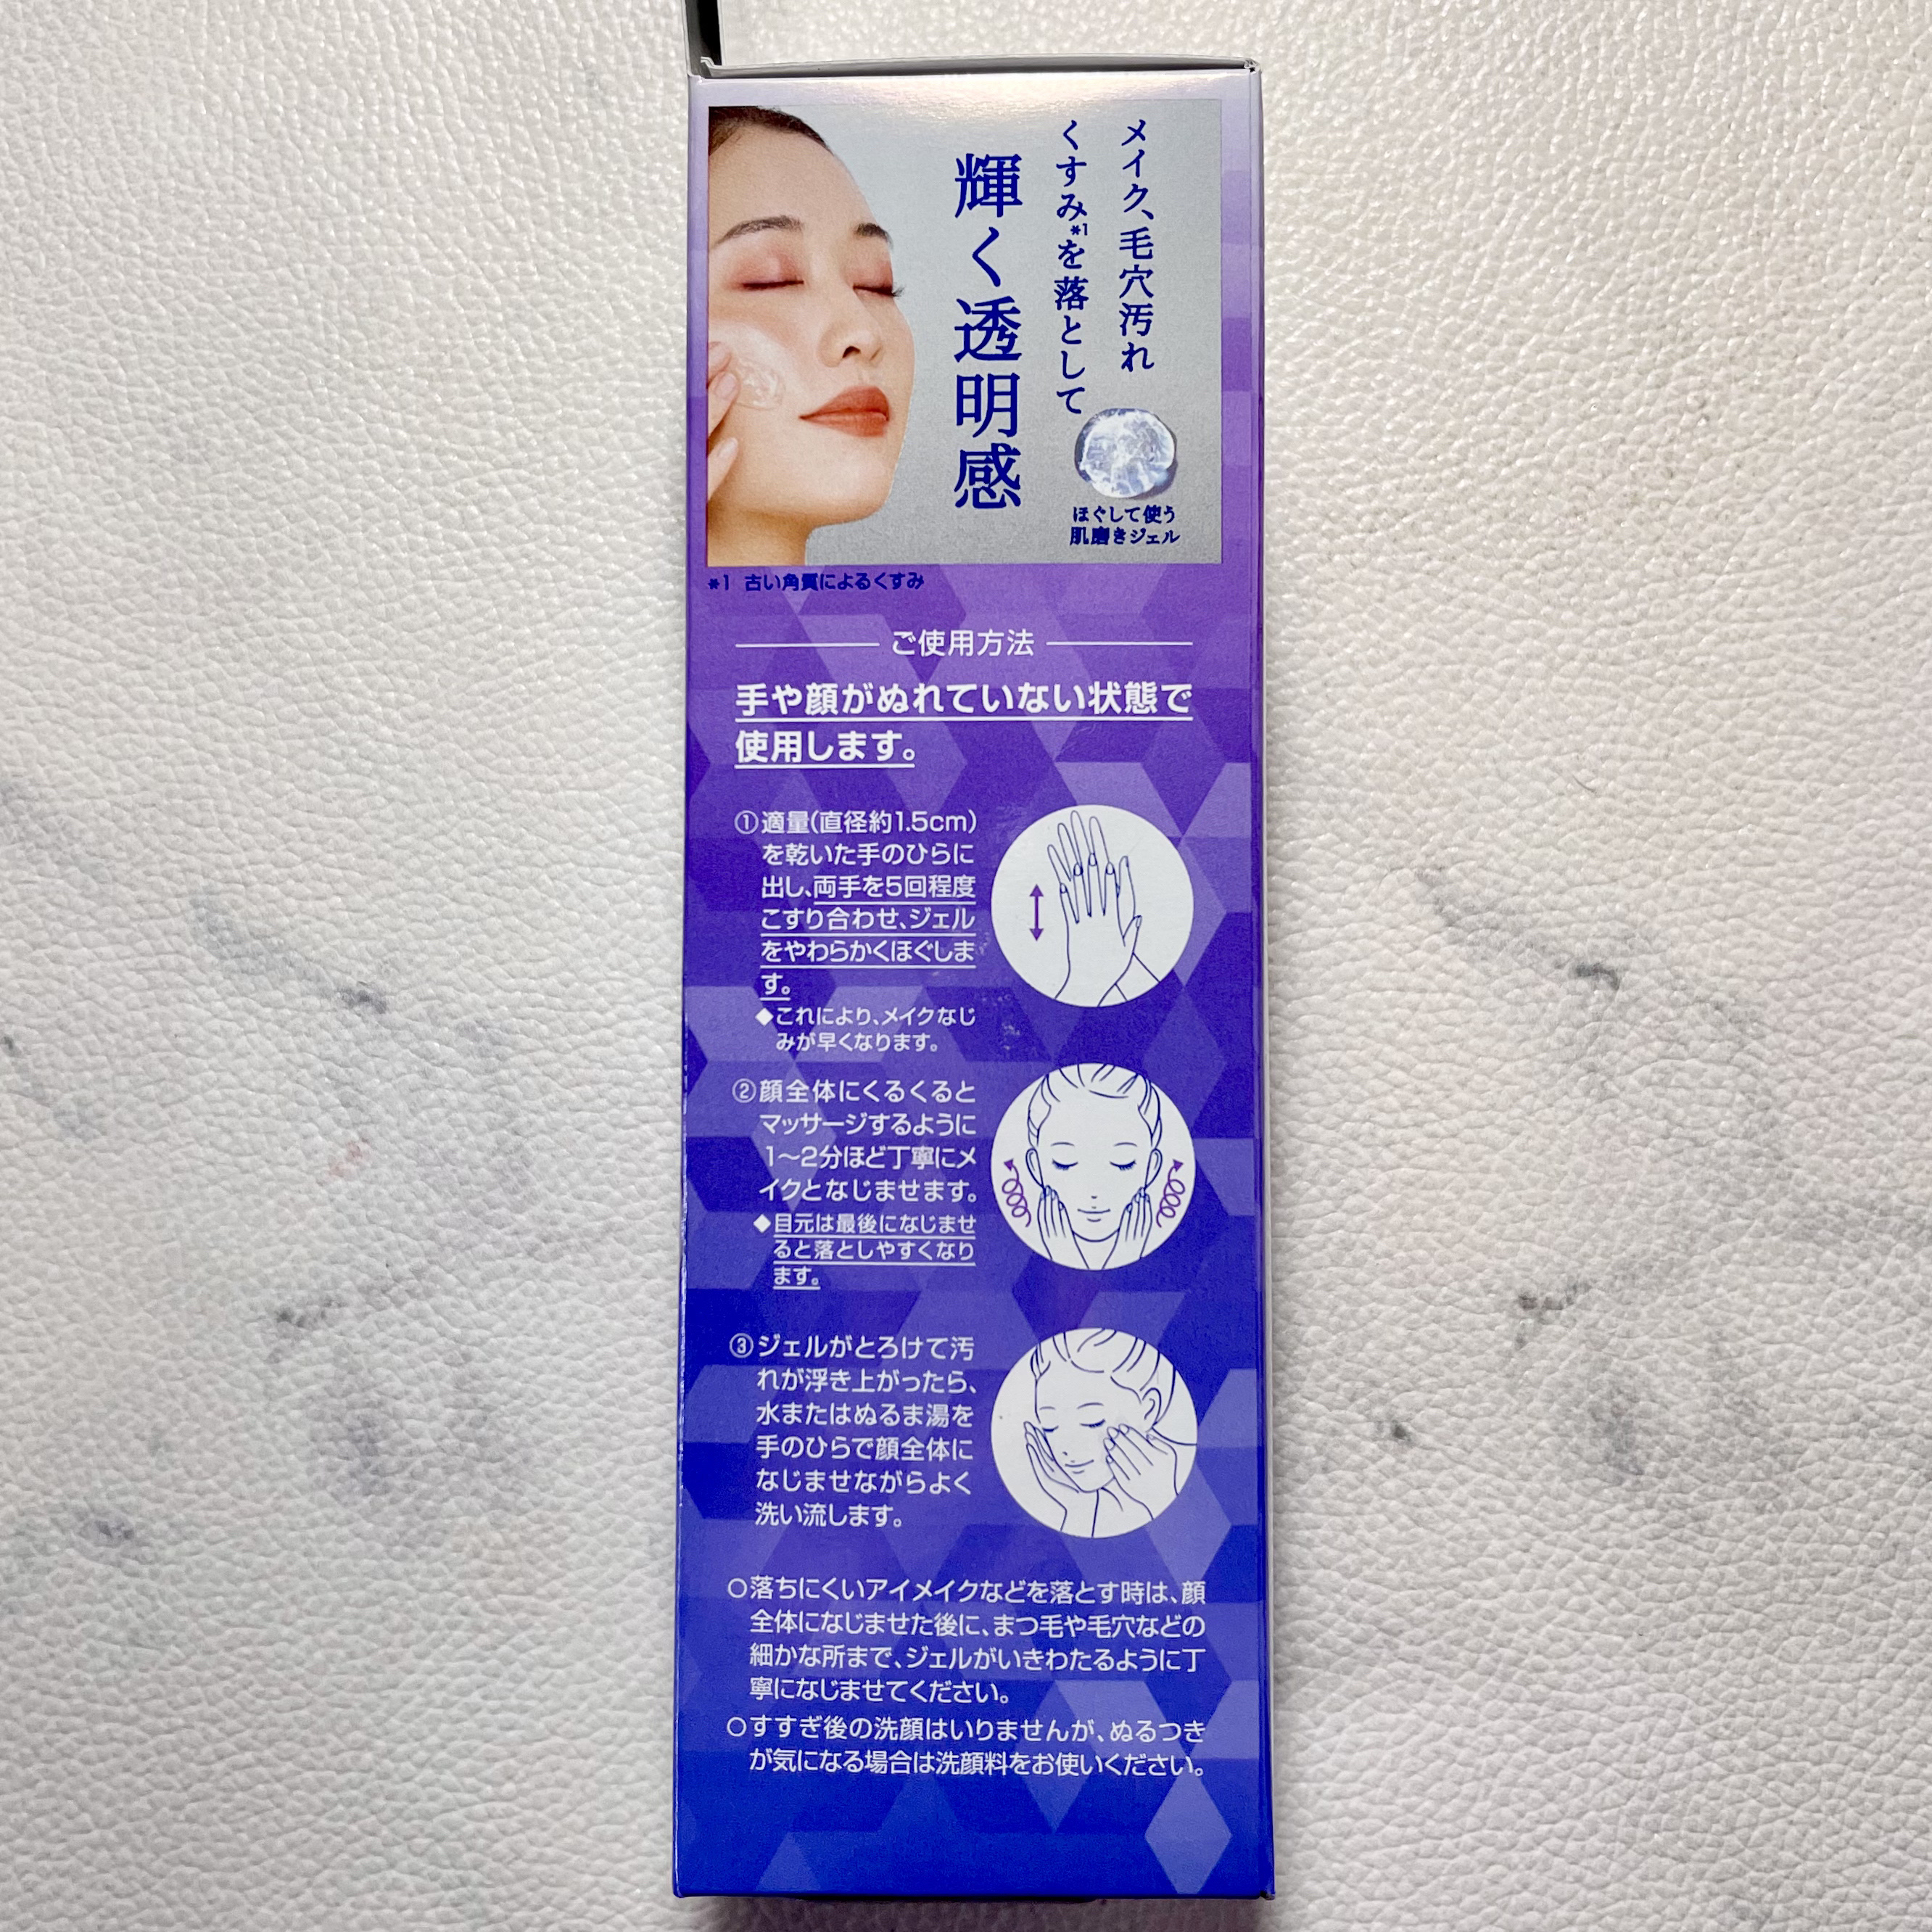 メイク、毛穴汚れ
くすみ*1を落として
輝く透明感
ほぐして使う
肌磨きジェル
*1 古い角質によるくすみ
ご使用方法
手や顔がぬれていない状態で
使用します。
①適量(直径約1.5cm)
を乾いた手のひらに
出し、両手を5回程度
こすり合わせ、ジェル
をやわらかくほぐしま
す。
◆これにより、メイクなじ
みが早くなります。
②顔全体にくるくると
マッサージするように
1〜2分ほど丁寧にメ
イクとなじませます。
◆目元は最後になじませ
ると落としやすくなり
ます。
③ジェルがとろけて汚
れが浮き上がったら、
水またはぬるま湯を
手のひらで顔全体に
なじませながらよく
洗い流します。
○落ちにくいアイメイクなどを落とす時は、顔
全体になじませた後に、まつ毛や毛穴などの
細かな所まで、ジェルがいきわたるように丁
寧になじませてください。
○すすぎ後の洗顔はいりませんが、ぬるつき
が気になる場合は洗顔料をお使いください。